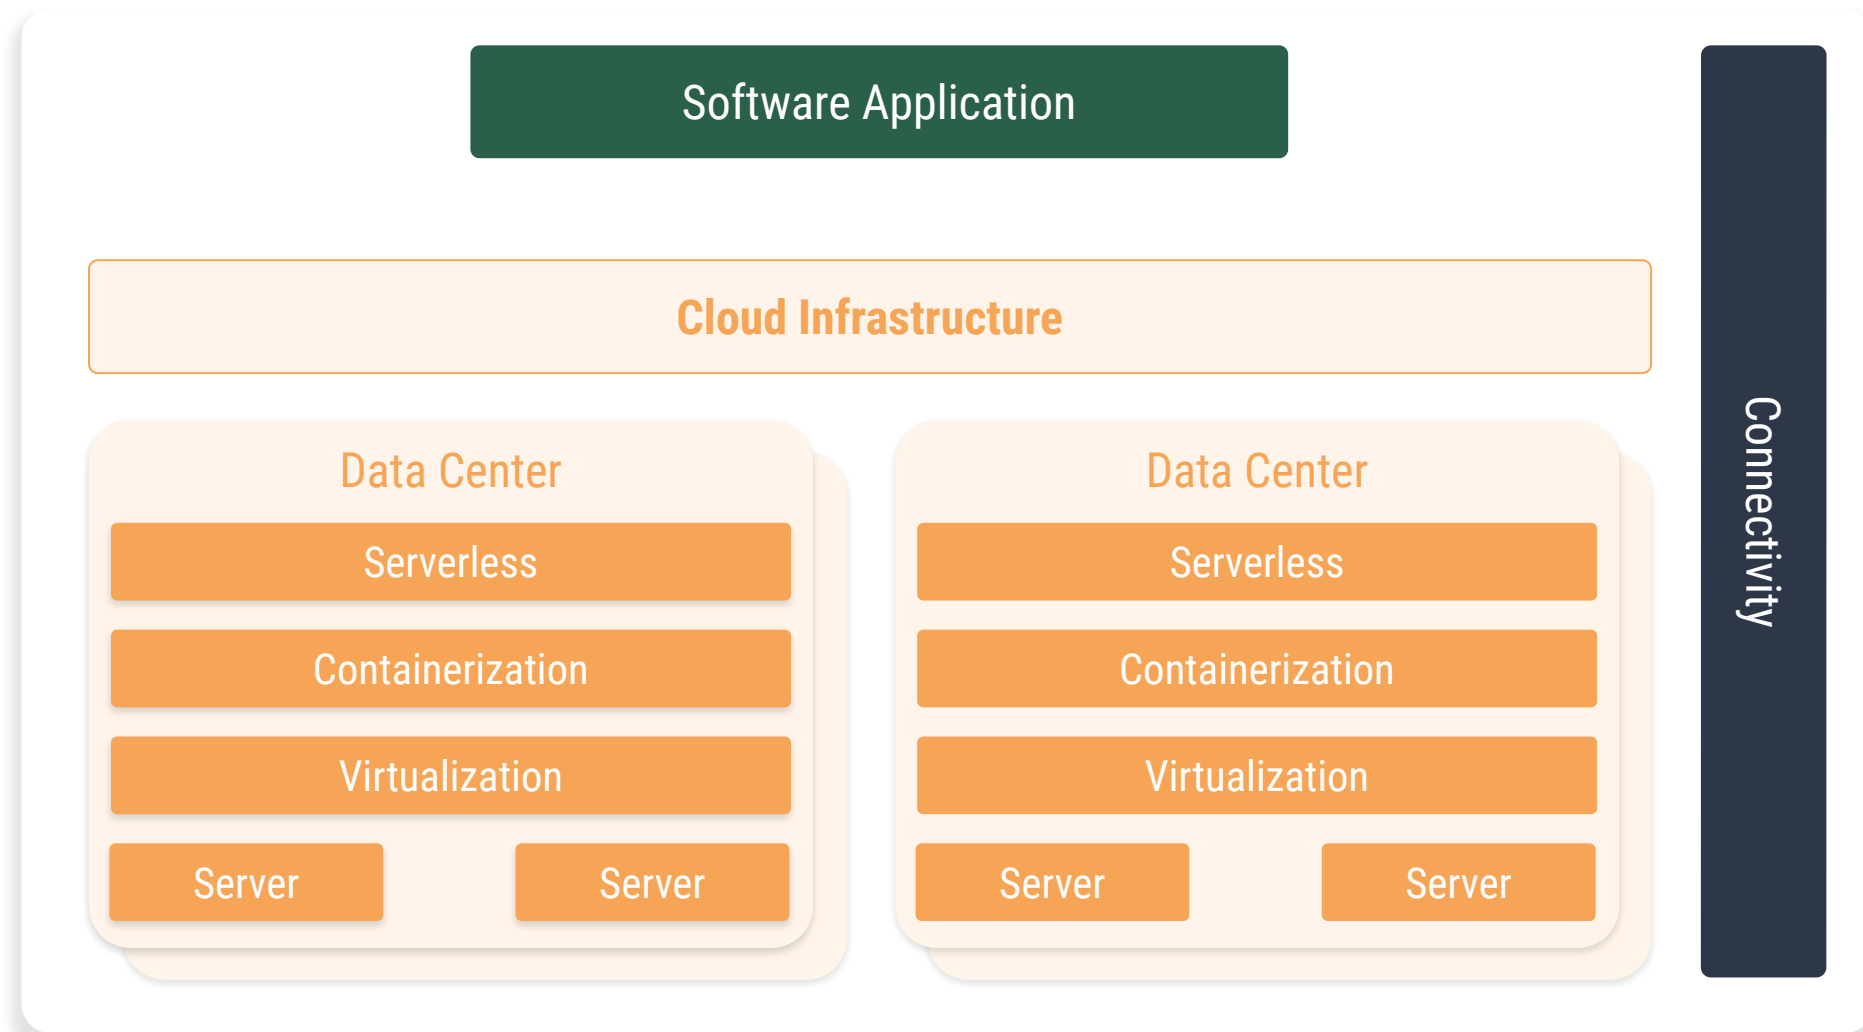 Software Application
Cloud Infrastructure
Data Center
Serverless
Containerization
Virtualization
Server
Server
Data Center
Serverless
Containerization
Virtualization
Server
Server
Connectivity